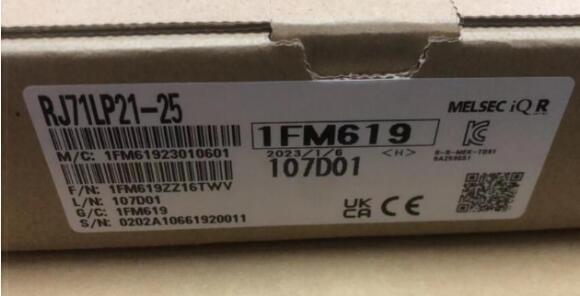 RJ71LP21-25
MELSEC iQ R
M/C: 1FM61923010601
1FM619
2023/1/6 <H>
107D01
F/N: 1FM619ZZ16TWV
L/N: 107D01
G/C: 1FM619
S/N: 0202A10661920011
UK
CA CE